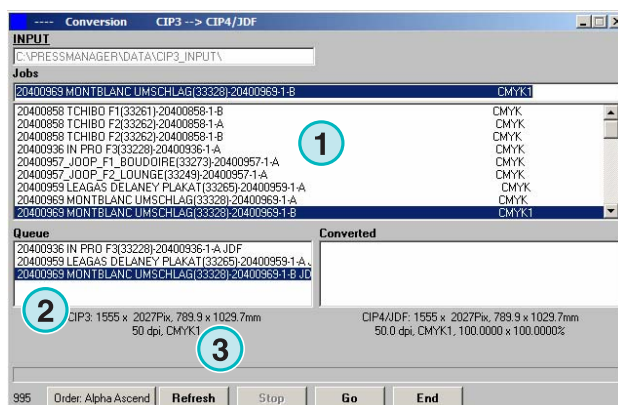 ---- Conversion CIP3 --> CIP4/JDF
INPUT
C:\PRESSMANAGER\DATA\CIP3_INPUT\
Jobs
20400969 MONTBLANC UMSCHLAG(33328)-20400969-1-B CMYK1
20400858 TCHIBO F1(33261)-20400858-1-B CMYK
20400858 TCHIBO F2(33262)-20400858-1-A CMYK
20400858 TCHIBO F2(33262)-20400858-1-B CMYK
20400936 IN PRO F3(33228)-20400936-1-A CMYK
20400957_JOOP_F1_BOUDOIRE(33273)-20400957-1-A CMYK
20400957_JOOP_F2_LOUNGE(33249)-20400957-1-A CMYK
20400959 LEAGAS DELANEY PLAKAT(33265)-20400959-1-A CMYK
20400969 MONTBLANC UMSCHLAG(33328)-20400969-1-A CMYK
20400969 MONTBLANC UMSCHLAG(33328)-20400969-1-B CMYK1
1
Queue Converted
20400936 IN PRO F3(33228)-20400936-1-A JDF
20400959 LEAGAS DELANEY PLAKAT(33265)-20400959-1-A J
20400969 MONTBLANC UMSCHLAG(33328)-20400969-1-B JD
2
CIP3: 1555 x 2027Pix, 789.9 x 1029.7mm
50 dpi, CMYK1
3
CIP4/JDF: 1555 x 2027Pix, 789.9 x 1029.7mm
50.0 dpi, CMYK1, 100.0000 x 100.0000%
995 Order: Alpha Ascend Refresh Stop Go End